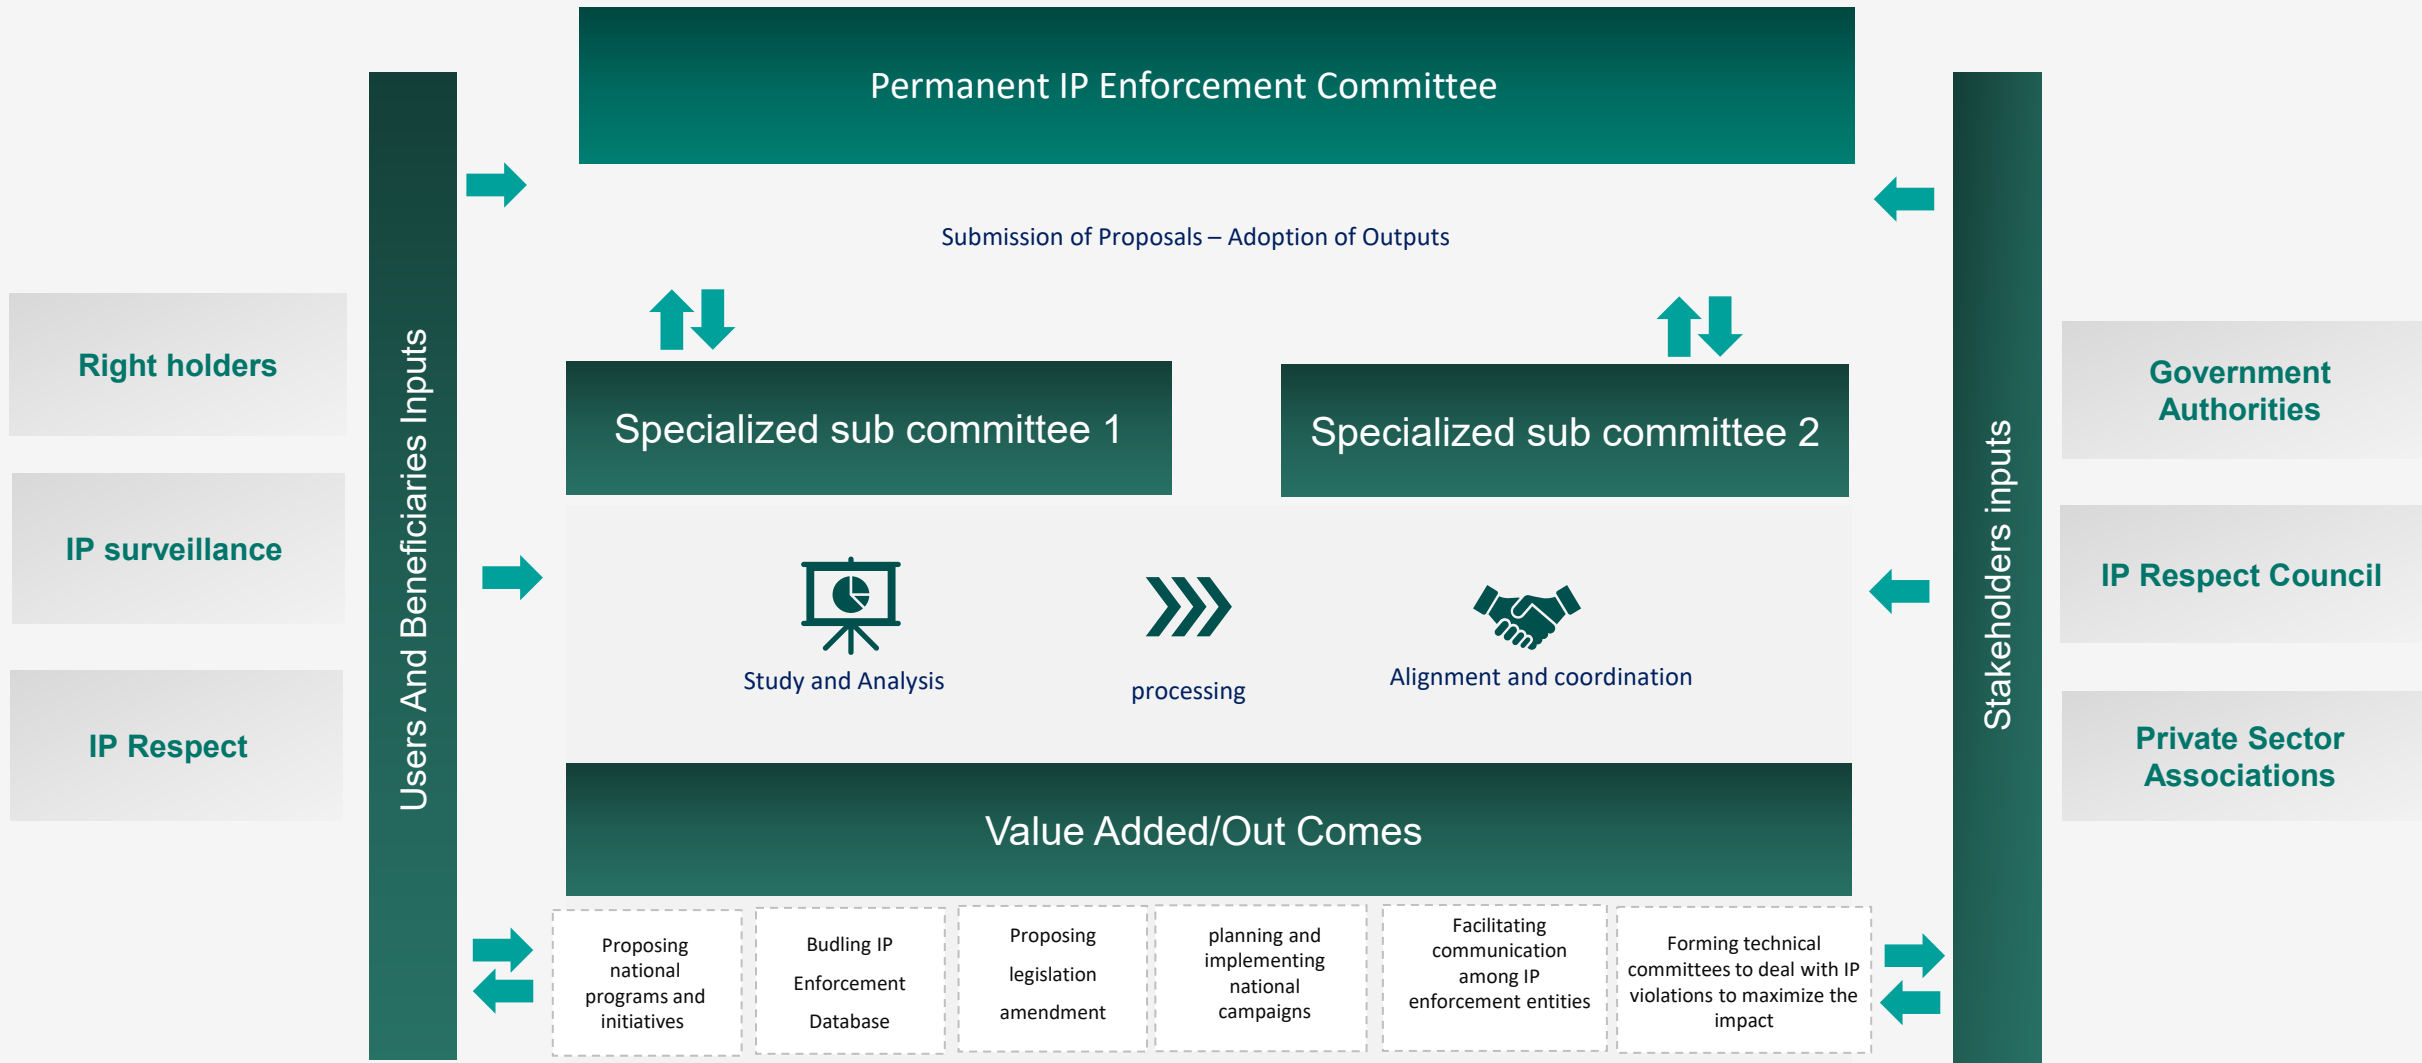 Permanent IP Enforcement Committee
Submission of Proposals – Adoption of Outputs
Users And Beneficiaries Inputs
Right holders
IP surveillance
IP Respect
Specialized sub committee 1
Specialized sub committee 2
Study and Analysis
processing
Alignment and coordination
Stakeholders inputs
Government
Authorities
IP Respect Council
Private Sector
Associations
Value Added/Out Comes
Proposing
national
programs and
initiatives
Budling IP
Enforcement
Database
Proposing
legislation
amendment
planning and
implementing
national
campaigns
Facilitating
communication
among IP
enforcement entities
Forming technical
committees to deal with IP
violations to maximize the
impact